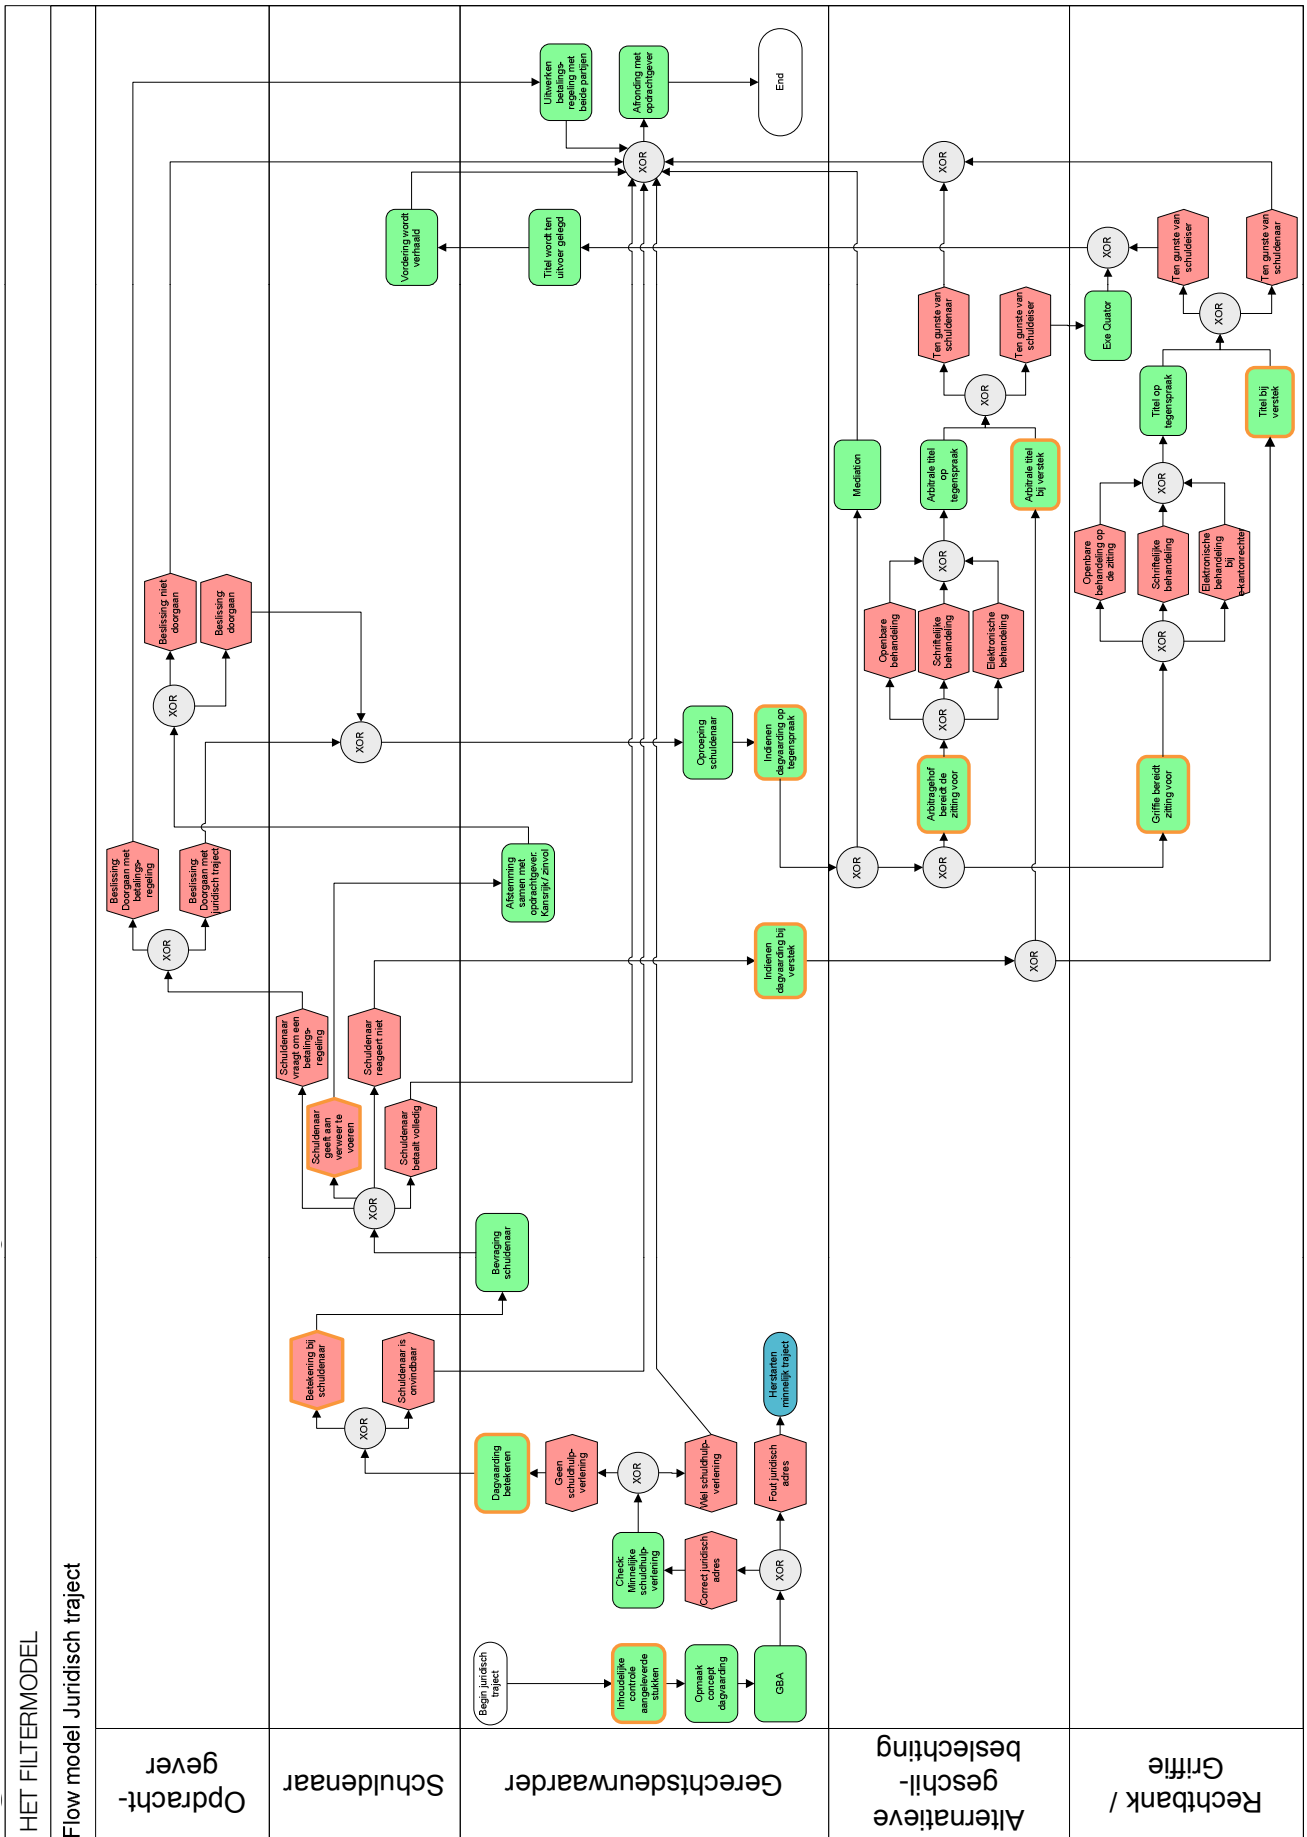 HET FILTERMODEL
Flow model Juridisch traject
Opdracht-
gever
Schuldenaar
Gerechtsdeurwaarder
Alternatieve
geschil-
beslechting
Rechtbank /
Griffie
Begin juridisch
traject
Inhoudelijke
controle
aangeleverde
stukken
Opmaak
concept
dagvaarding
GBA
XOR
Correct juridisch
adres
Fout juridisch
adres
Herstarten
minnelijk traject
Check:
Minnelijke
schuldhulp-
verlening
XOR
Geen
schuldhulp-
verlening
Wel schuldhulp-
verlening
Dagvaarding
betekenen
XOR
Betekening bij
schuldenaar
Schuldenaar is
onvindbaar
Bevraging
schuldenaar
XOR
Schuldenaar
vraagt om een
betalings-
regeling
Schuldenaar
geeft aan
verweer te
voeren
Schuldenaar
reageert niet
Schuldenaar
betaalt volledig
XOR
Beslissing:
Doorgaan met
betalings-
regeling
Beslissing:
Doorgaan met
juridisch traject
Afstemming
samen met
opdrachtgever.
Kansrijk / zinvol
XOR
Beslissing: niet
doorgaan
Beslissing:
doorgaan
XOR
Oproeping
schuldenaar
Indienen
dagvaarding op
tegenspraak
Indienen
dagvaarding bij
verstek
XOR
XOR
XOR
Arbitragehof
bereidt de
zitting voor
XOR
Openbare
behandeling
Schriftelijke
behandeling
Elektronische
behandeling
XOR
Mediation
Arbitrale titel
op
tegenspraak
Arbitrale titel
bij verstek
XOR
Ten gunste van
schuldenaar
Ten gunste van
schuldeiser
XOR
Griffie bereidt
zitting voor
XOR
Openbare
behandeling op
de zitting
Schriftelijke
behandeling
Elektronische
behandeling
bij
e-kantonrechter
XOR
Titel op
tegenspraak
Titel bij
verstek
XOR
Ten gunste van
schuldeiser
Ten gunste van
schuldenaar
Exe Quator
XOR
Titel wordt ten
uitvoer gelegd
Vordering wordt
verhaald
XOR
Uitwerken
betalings-
regeling met
beide partijen
Afronding met
opdrachtgever
End